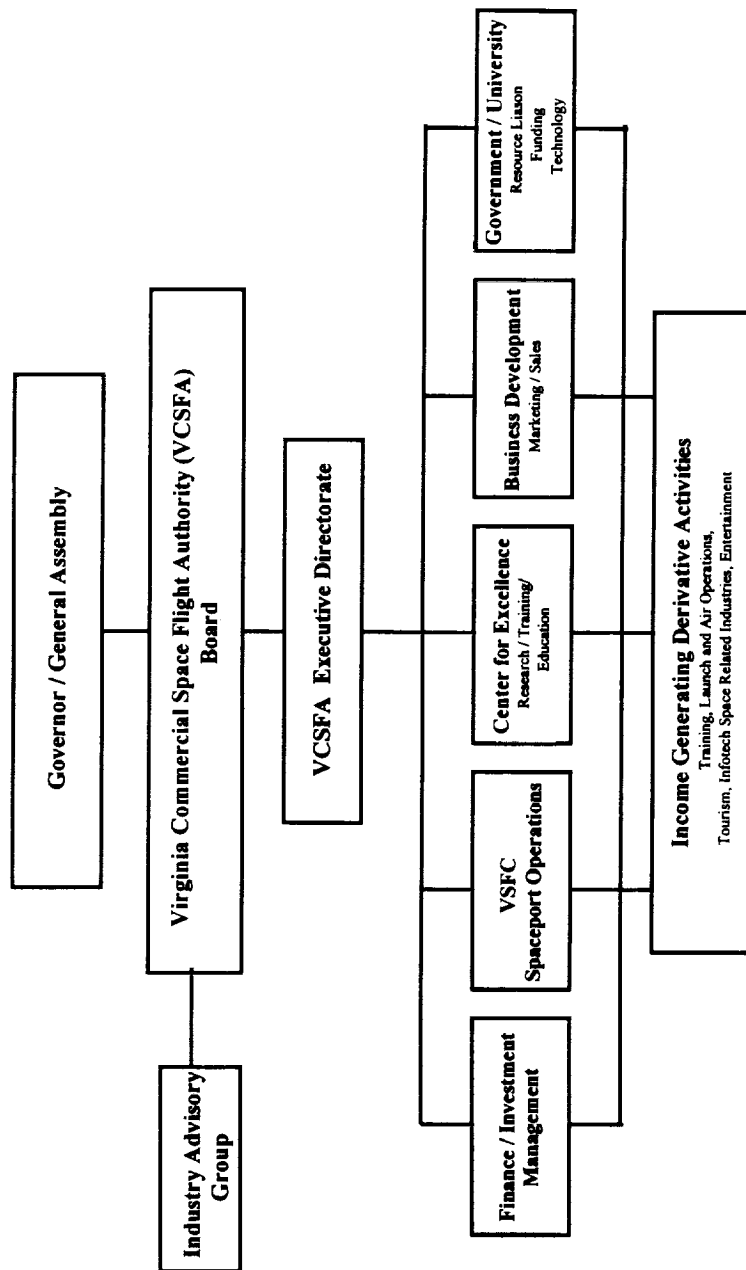 Governor / General Assembly
Industry Advisory
Group
Virginia Commercial Space Flight Authority (VCSFA)
Board
VCSFA Executive Directorate
Finance / Investment
Management
VSFC
Spaceport Operations
Center for Excellence
Research / Training/
Education
Business Development
Marketing / Sales
Government / University
Resource Liason
Funding
Technology
Income Generating Derivative Activities
Training, Launch and Air Operations,
Tourism, Infotech Space Related Industries, Entertainment